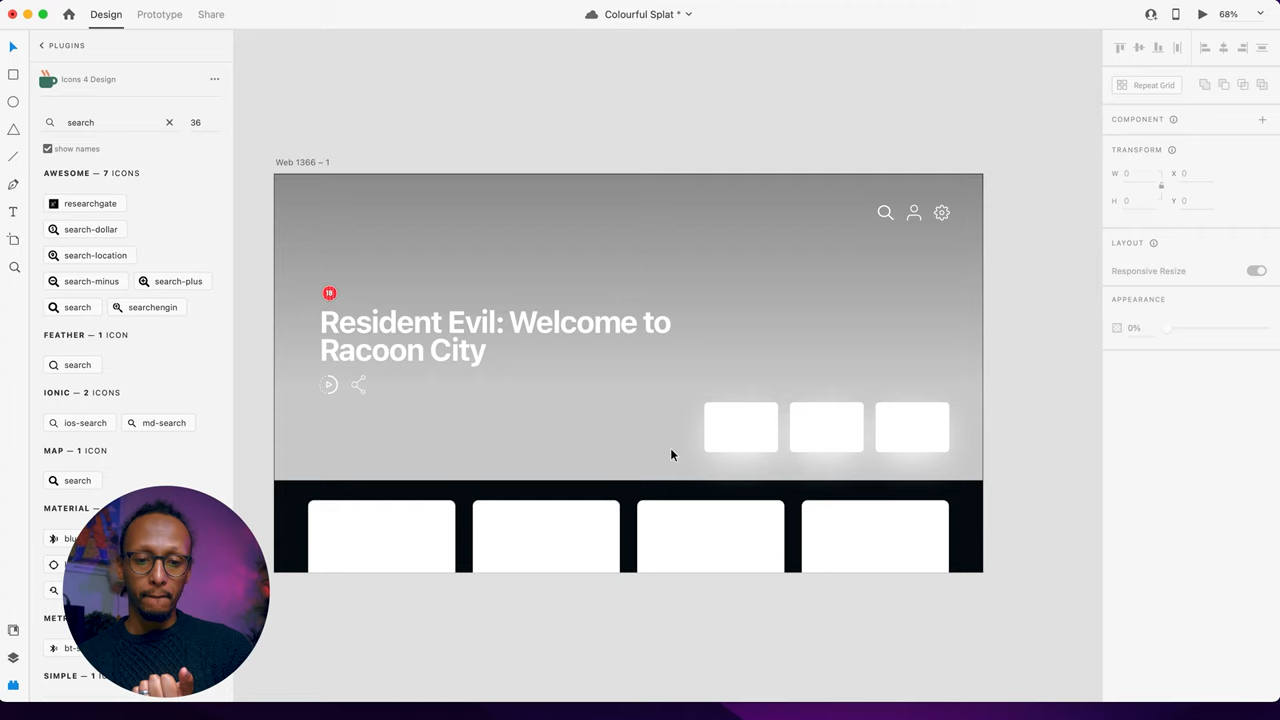 Design Prototype Share
Colourful Splat *
68%
PLUGINS
Icons 4 Design
search 36
show names
AWESOME — 7 ICONS
researchgate
search-dollar
search-location
search-minus search-plus
search searchengin
FEATHER — 1 ICON
search
IONIC — 2 ICONS
ios-search md-search
MAP — 1 ICON
search
MATERIAL
SIMPLE — 1
Web 1366 – 1
18
Resident Evil: Welcome to
Racoon City
Repeat Grid
COMPONENT
TRANSFORM
W 0 X 0
H 0 Y 0
LAYOUT
Responsive Resize
APPEARANCE
0%